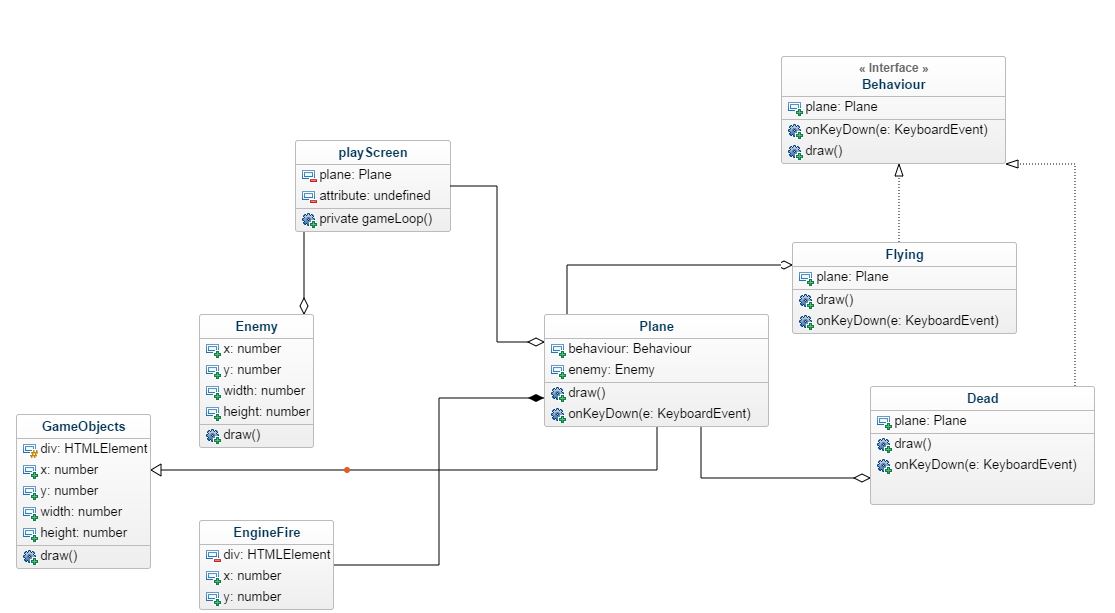 « Interface »
Behaviour
plane: Plane
onKeyDown(e: KeyboardEvent)
draw()
playScreen
plane: Plane
attribute: undefined
private gameLoop()
Flying
plane: Plane
draw()
onKeyDown(e: KeyboardEvent)
Enemy
x: number
y: number
width: number
height: number
draw()
Plane
behaviour: Behaviour
enemy: Enemy
draw()
onKeyDown(e: KeyboardEvent)
Dead
plane: Plane
draw()
onKeyDown(e: KeyboardEvent)
GameObjects
div: HTMLElement
x: number
y: number
width: number
height: number
draw()
EngineFire
div: HTMLElement
x: number
y: number